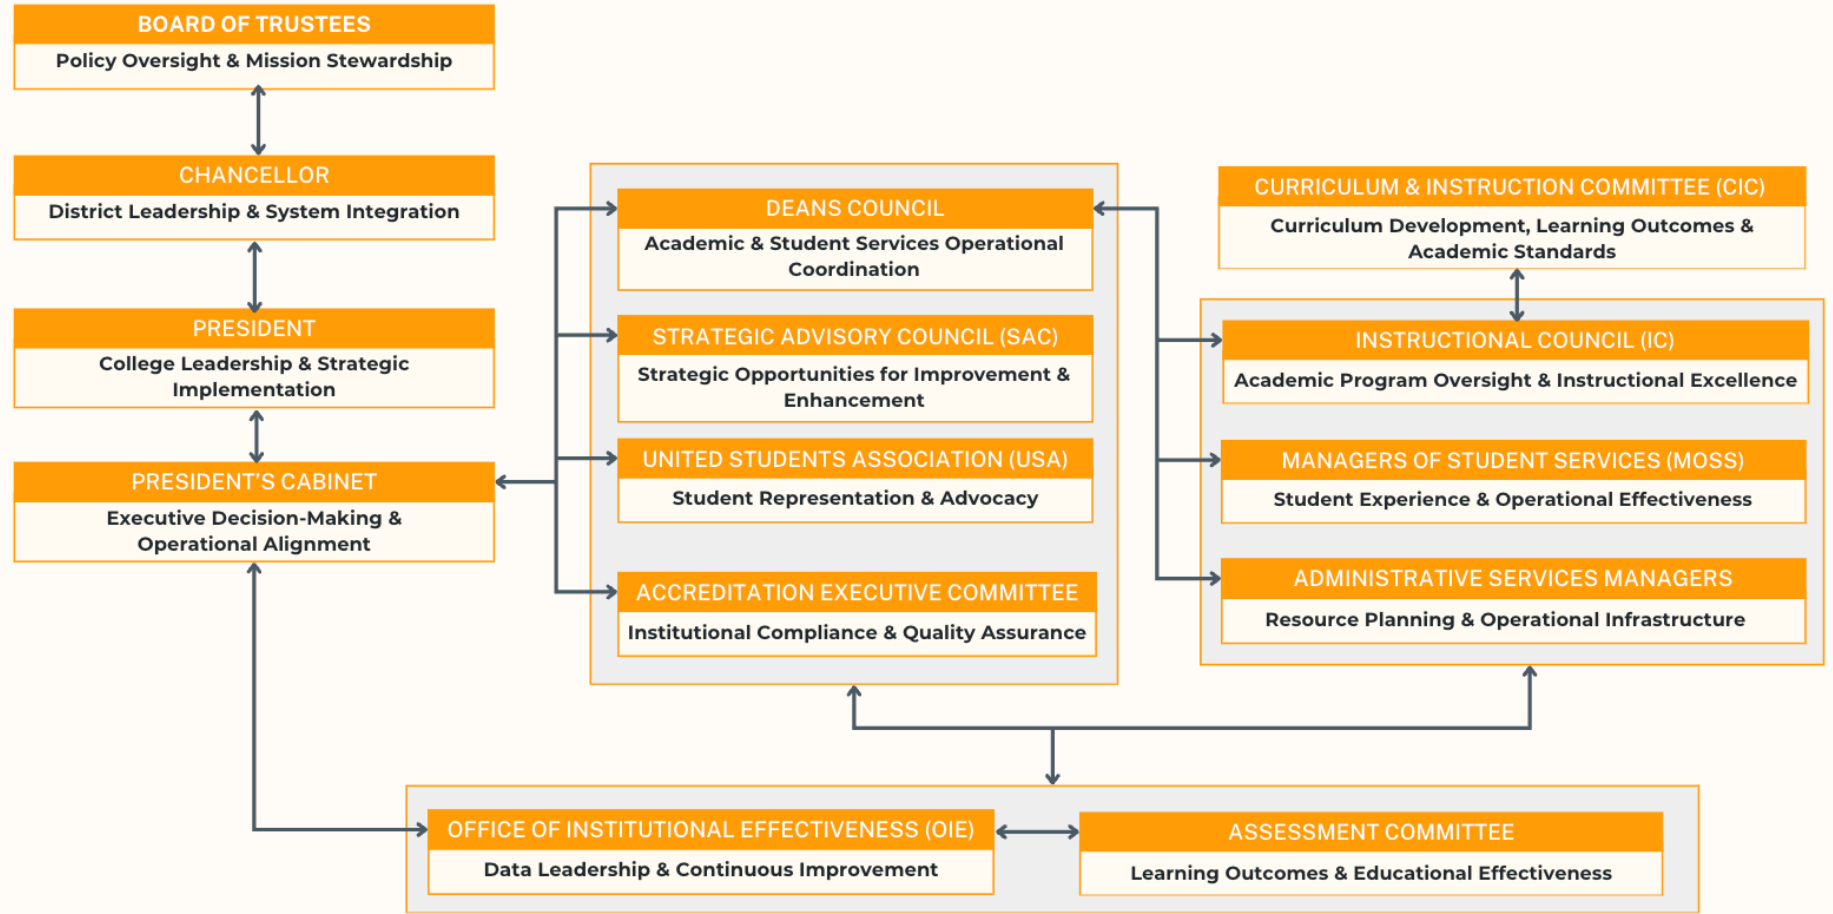 BOARD OF TRUSTEES
Policy Oversight & Mission Stewardship
CHANCELLOR
District Leadership & System Integration
PRESIDENT
College Leadership & Strategic
Implementation
PRESIDENT’S CABINET
Executive Decision-Making &
Operational Alignment
DEANS COUNCIL
Academic & Student Services Operational
Coordination
STRATEGIC ADVISORY COUNCIL (SAC)
Strategic Opportunities for Improvement &
Enhancement
UNITED STUDENTS ASSOCIATION (USA)
Student Representation & Advocacy
ACCREDITATION EXECUTIVE COMMITTEE
Institutional Compliance & Quality Assurance
CURRICULUM & INSTRUCTION COMMITTEE (CIC)
Curriculum Development, Learning Outcomes &
Academic Standards
INSTRUCTIONAL COUNCIL (IC)
Academic Program Oversight & Instructional Excellence
MANAGERS OF STUDENT SERVICES (MOSS)
Student Experience & Operational Effectiveness
ADMINISTRATIVE SERVICES MANAGERS
Resource Planning & Operational Infrastructure
OFFICE OF INSTITUTIONAL EFFECTIVENESS (OIE)
Data Leadership & Continuous Improvement
ASSESSMENT COMMITTEE
Learning Outcomes & Educational Effectiveness